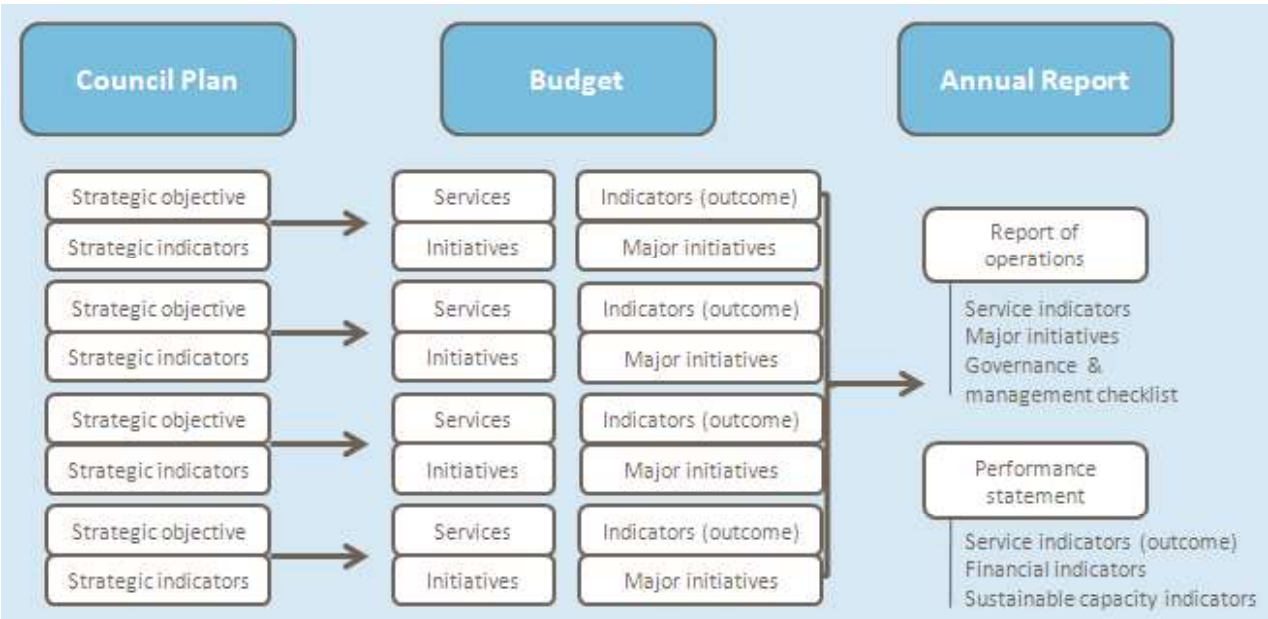 Council Plan
Budget
Annual Report
Strategic objective
Strategic indicators
Services
Initiatives
Indicators (outcome)
Major initiatives
Strategic objective
Strategic indicators
Services
Initiatives
Indicators (outcome)
Major initiatives
Strategic objective
Strategic indicators
Services
Initiatives
Indicators (outcome)
Major initiatives
Strategic objective
Strategic indicators
Services
Initiatives
Indicators (outcome)
Major initiatives
Report of
operations
Service indicators
Major initiatives
Governance &
management checklist
Performance
statement
Service indicators (outcome)
Financial indicators
Sustainable capacity indicators